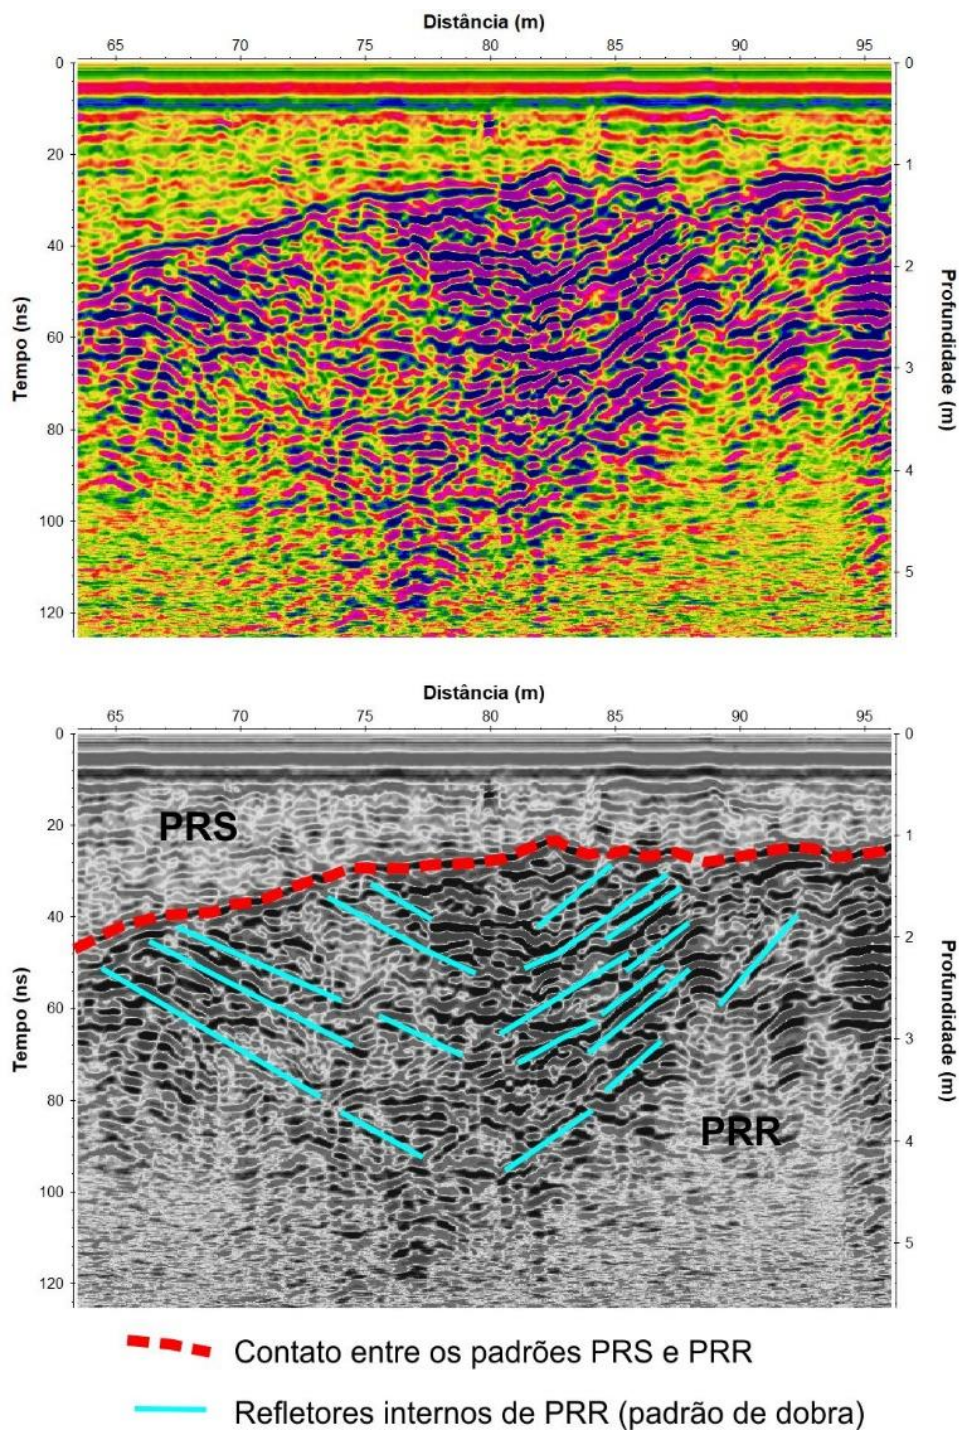 Distância (m)
65 70 75 80 85 90 95
0 0
20 1
40 2
60 3
80 4
100 5
120
Tempo (ns)
Profundidade (m)
Distância (m)
65 70 75 80 85 90 95
0 0
20 1
40 2
60 3
80 4
100 5
120
Tempo (ns)
Profundidade (m)
PRS
PRR
Contato entre os padrões PRS e PRR
Refletores internos de PRR (padrão de dobra)